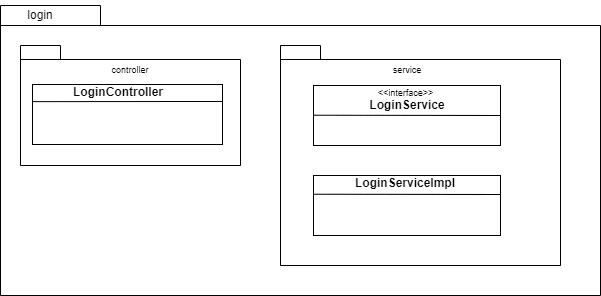 login
controller
LoginController
service
<<interface>>
LoginService
LoginServiceImpl